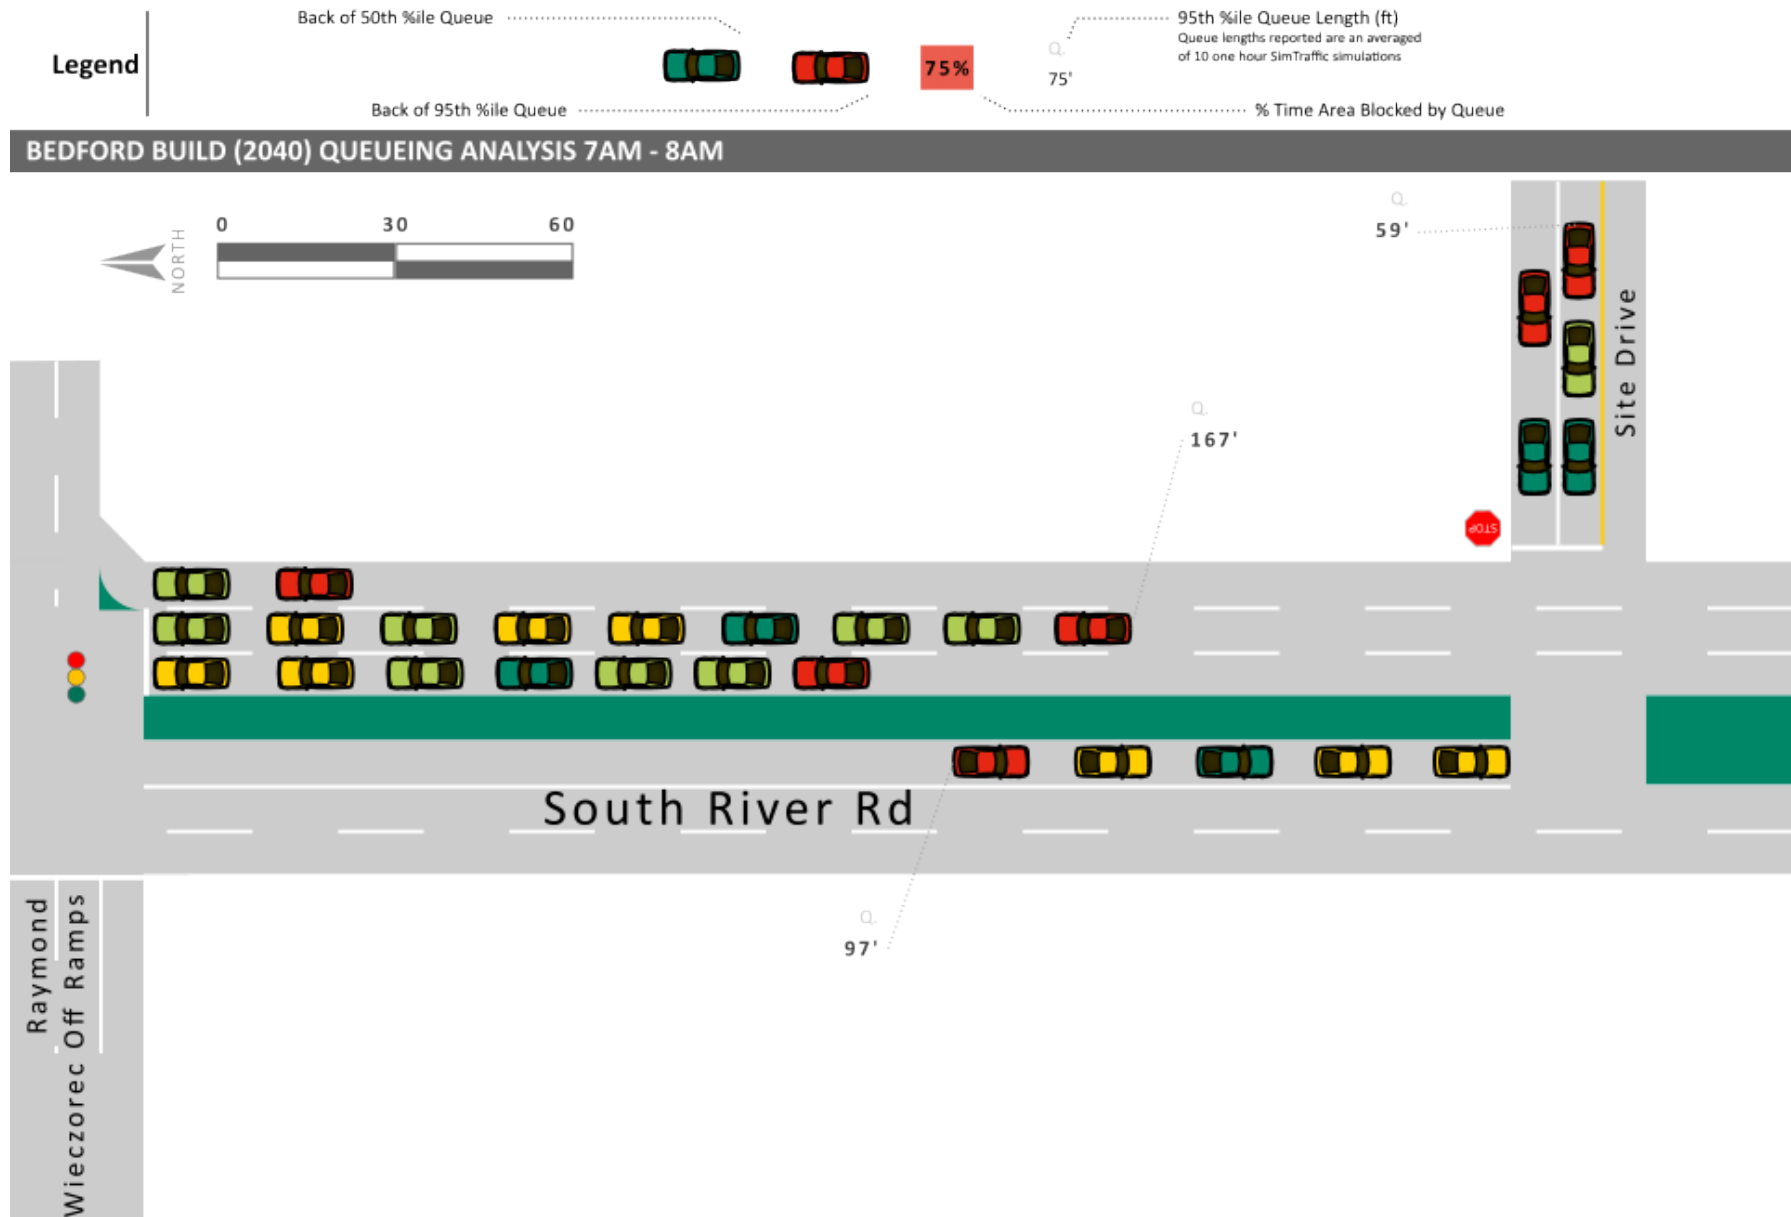 Back of 50th %ile Queue
95th %ile Queue Length (ft)
Queue lengths reported are an averaged
of 10 one hour SimTraffic simulations
Legend
75%
Q.
75'
Back of 95th %ile Queue
% Time Area Blocked by Queue
BEDFORD BUILD (2040) QUEUEING ANALYSIS 7AM - 8AM
NORTH
0 30 60
Q.
59'
Site Drive
Q.
167'
STOP
South River Rd
Q.
97'
Raymond
Wieczorec Off Ramps